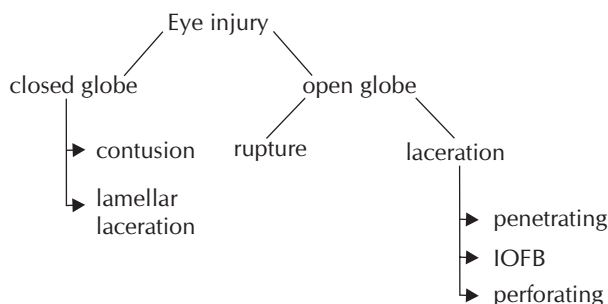 Eye injury
closed globe
open globe
contusion
rupture
laceration
lamellar
laceration
penetrating
IOFB
perforating